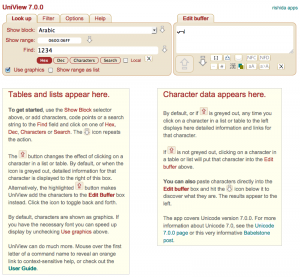 UniView 7.0.0
rishida apps
Look up Filter Options Help
Show block: Arabic
Show range: 0600:06FF
Find: 1234
Hex Dec Characters Search Local
Use graphics Show range as list
Edit buffer
Tables and lists appear here.
To get started, use the Show Block selector or add characters, code points or a search string to the Find field and click on one of Hex, Dec, Characters or Search. The icon repeats the action.
The button changes the effect of clicking on a character in a list or table. By default, or when the icon is greyed out, detailed information for that character is displayed to the right of this box. Alternatively, the highlighted button makes UniView add the characters to the Edit Buffer box instead. Click the icon to toggle back and forth.
By default, characters are shown as graphics. If you have the necessary font you can speed up display by unchecking Use graphics above.
UniView can do much more. Mouse over the first letter of a command name to reveal an orange link to context-sensitive help, or check out the User Guide.
Character data appears here.
By default, or if is greyed out, any time you click on a character in a list or table to the left displays here detailed information and links for that character.
If is not greyed out, clicking on a character in a table or list will put that character into the Edit buffer above.
You can also paste characters directly into the Edit buffer box and hit the icon below it to discover what they are. The results appear to the left.
The app covers Unicode version 7.0.0. For more information about Unicode 7.0, see the Unicode 7.0.0 page or this very informative Babelstone post.